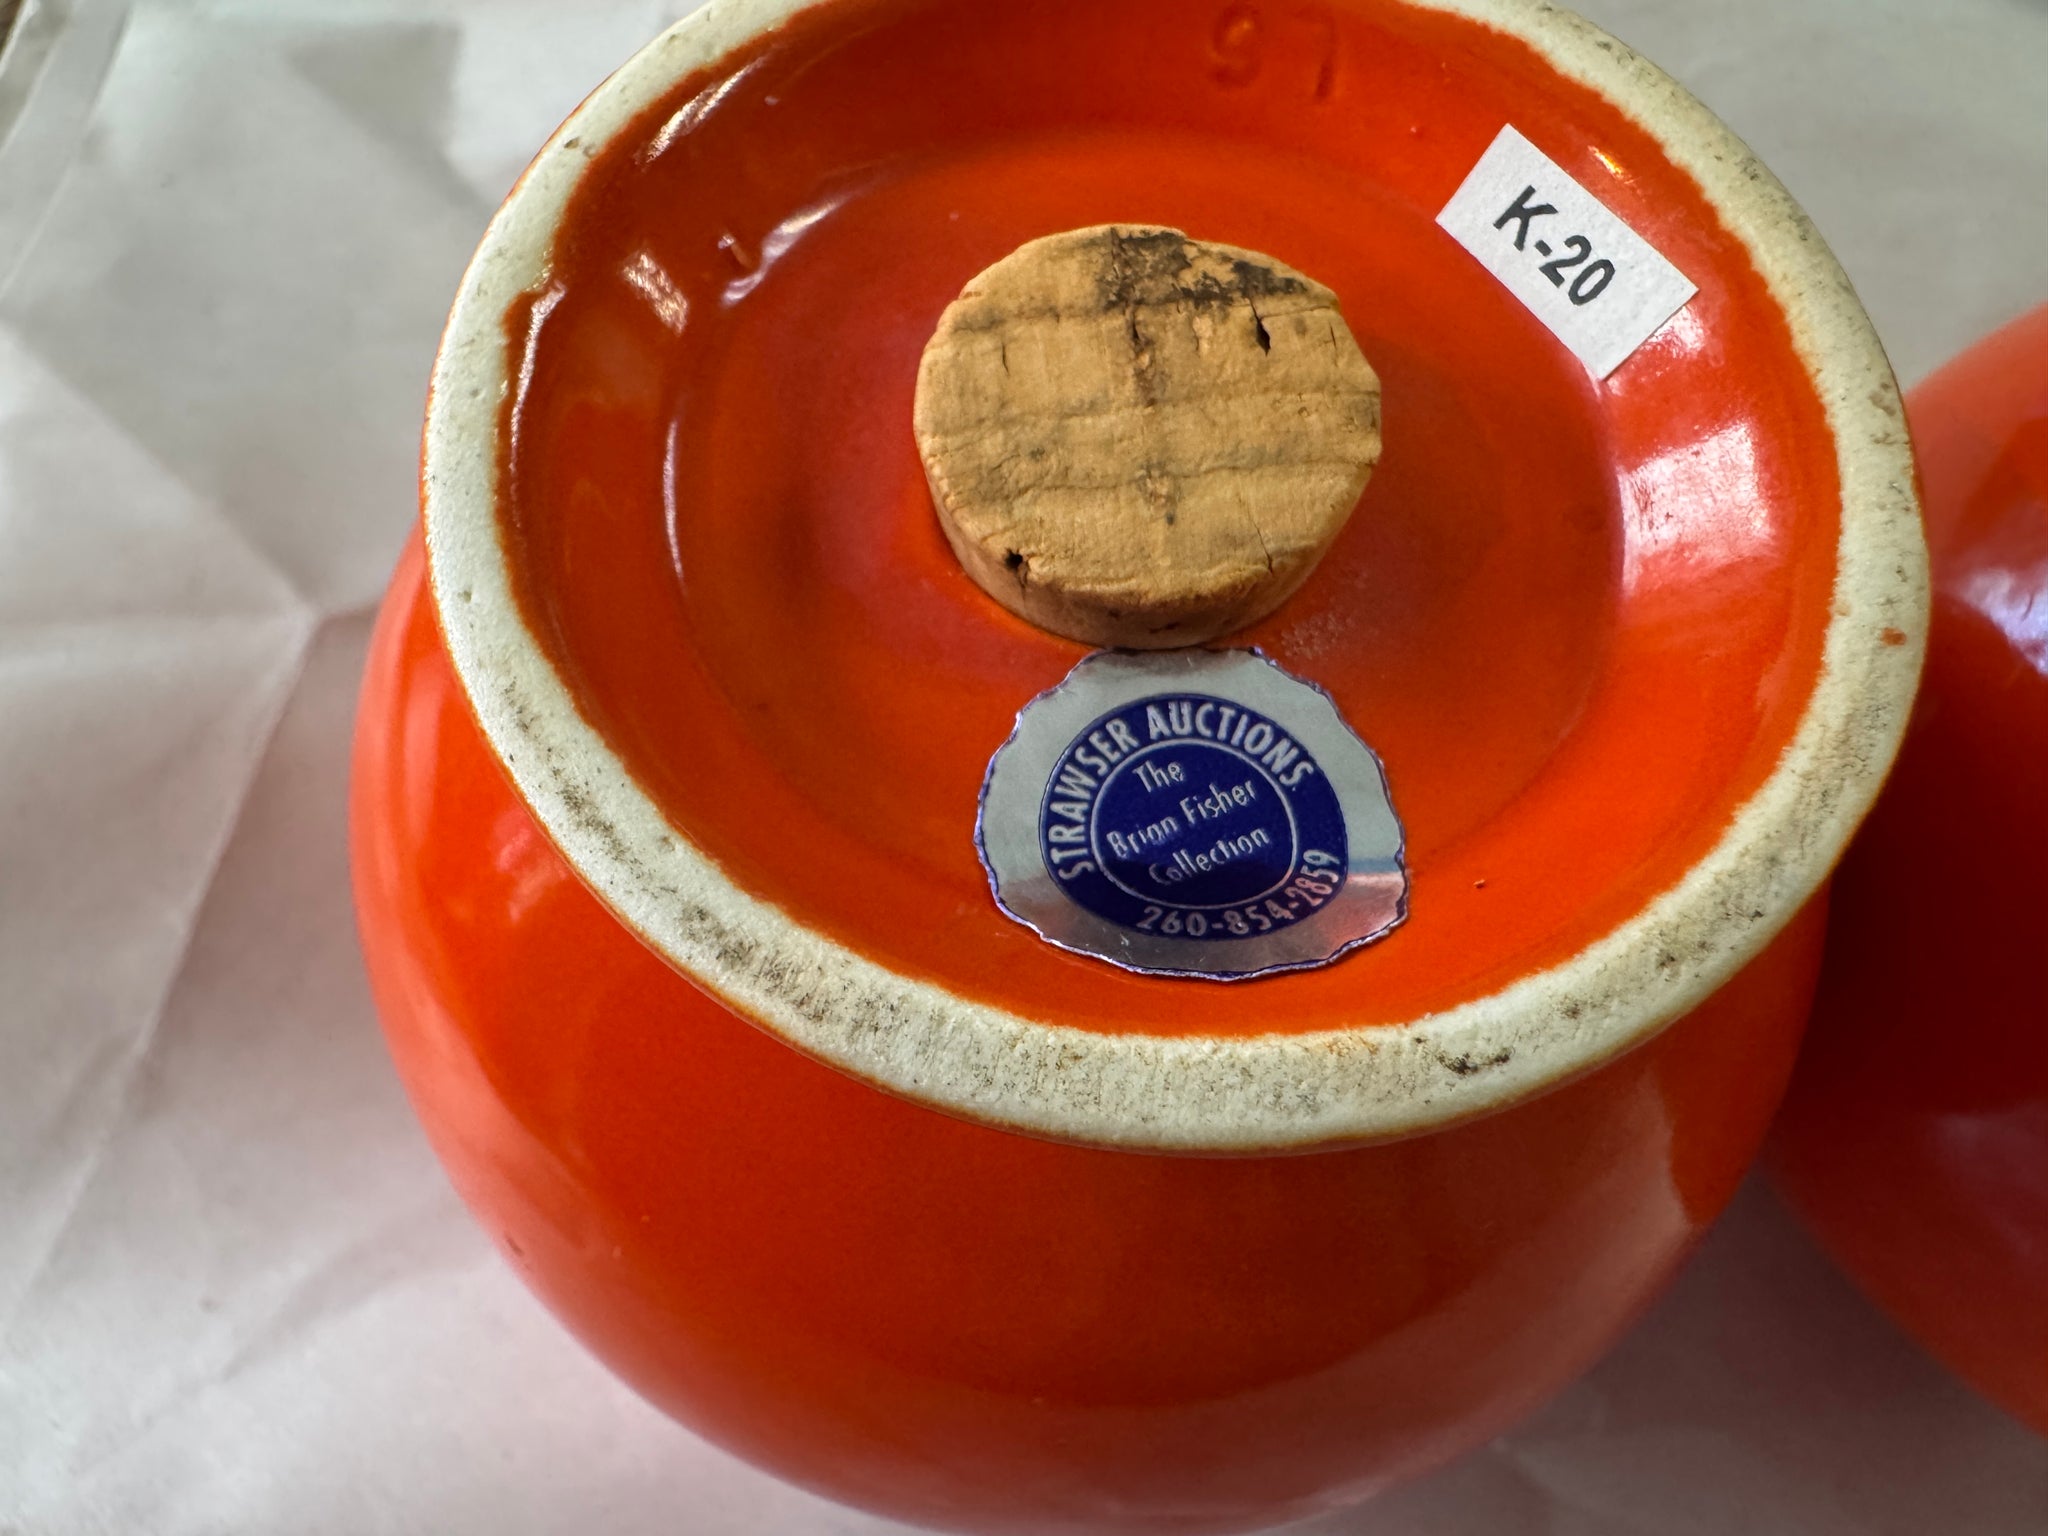 K-20
STRAWSER AUCTIONS
The
Brian Fisher
Collection
260-854-2859